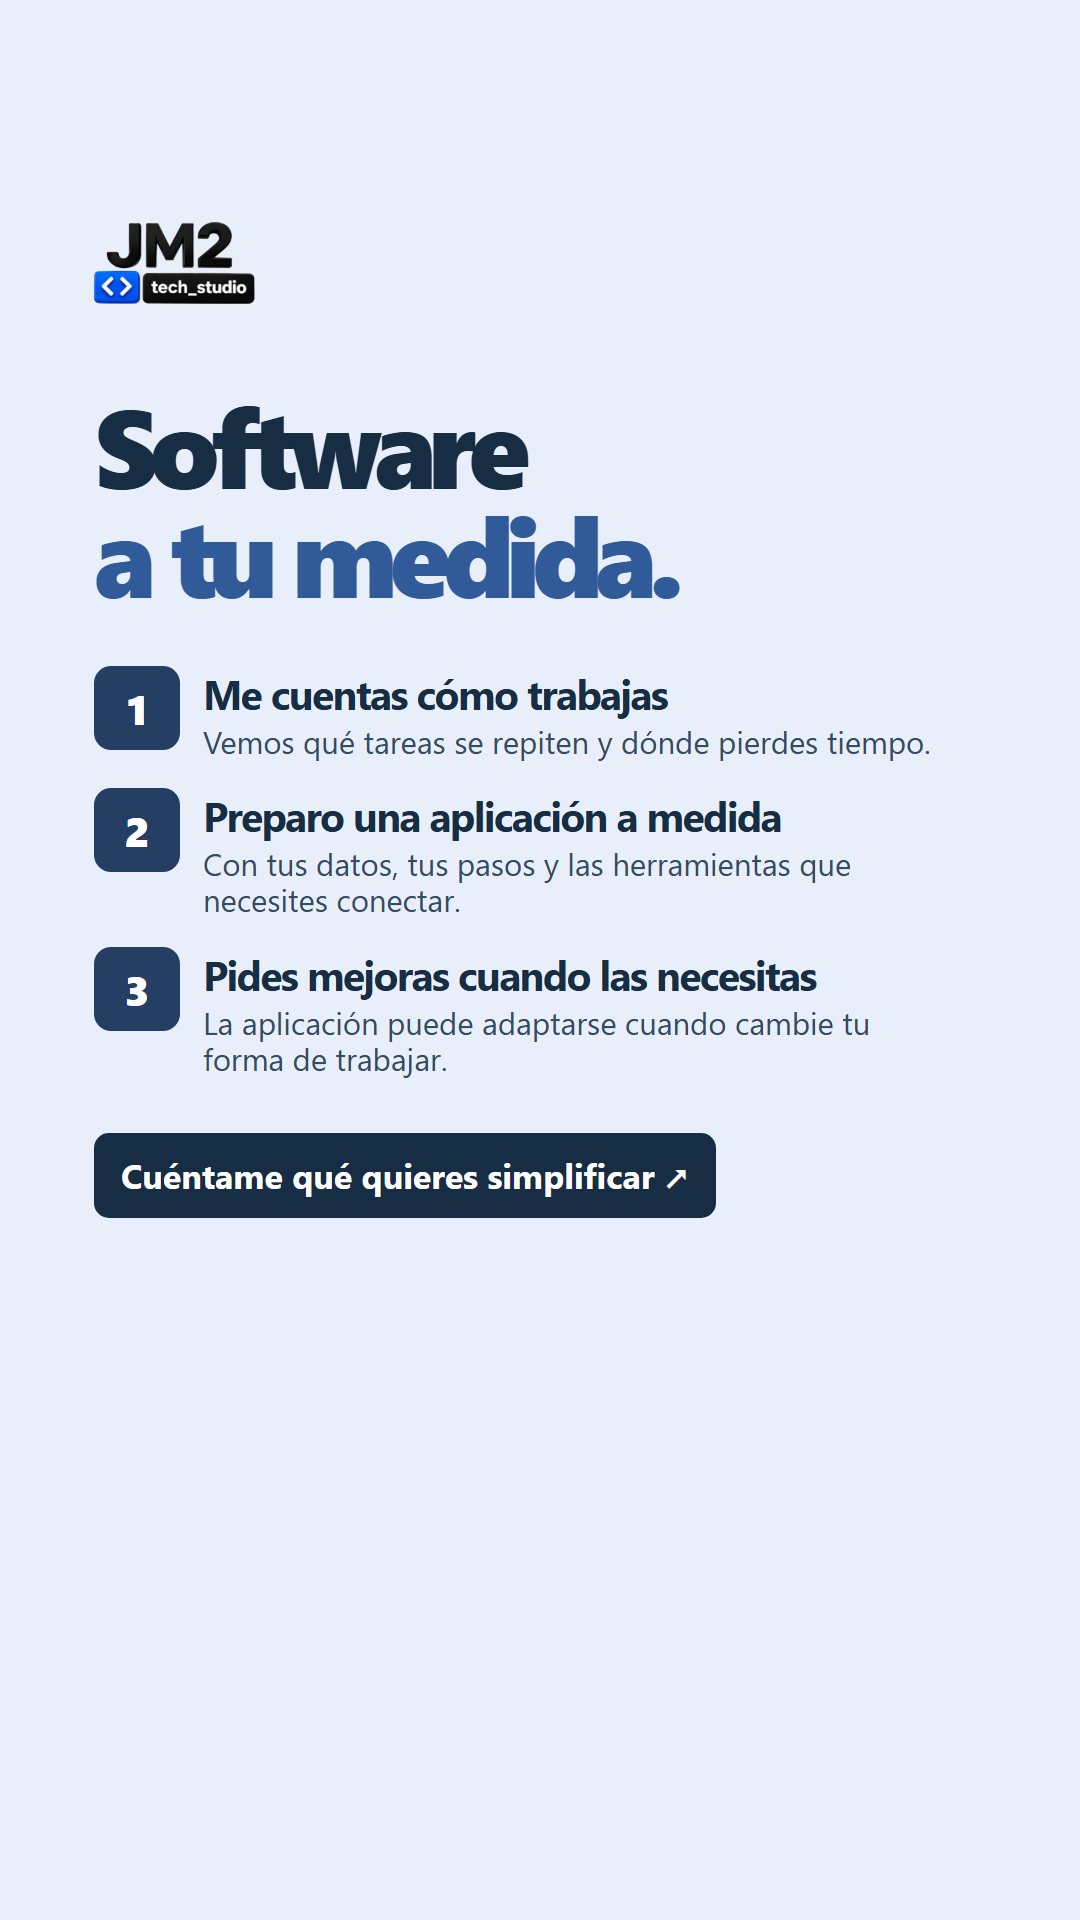 JM2
<> tech_studio
Software
a tu medida.
1 Me cuentas cómo trabajas
Vemos qué tareas se repiten y dónde pierdes tiempo.
2 Preparo una aplicación a medida
Con tus datos, tus pasos y las herramientas que
necesites conectar.
3 Pides mejoras cuando las necesitas
La aplicación puede adaptarse cuando cambie tu
forma de trabajar.
Cuéntame qué quieres simplificar ↗